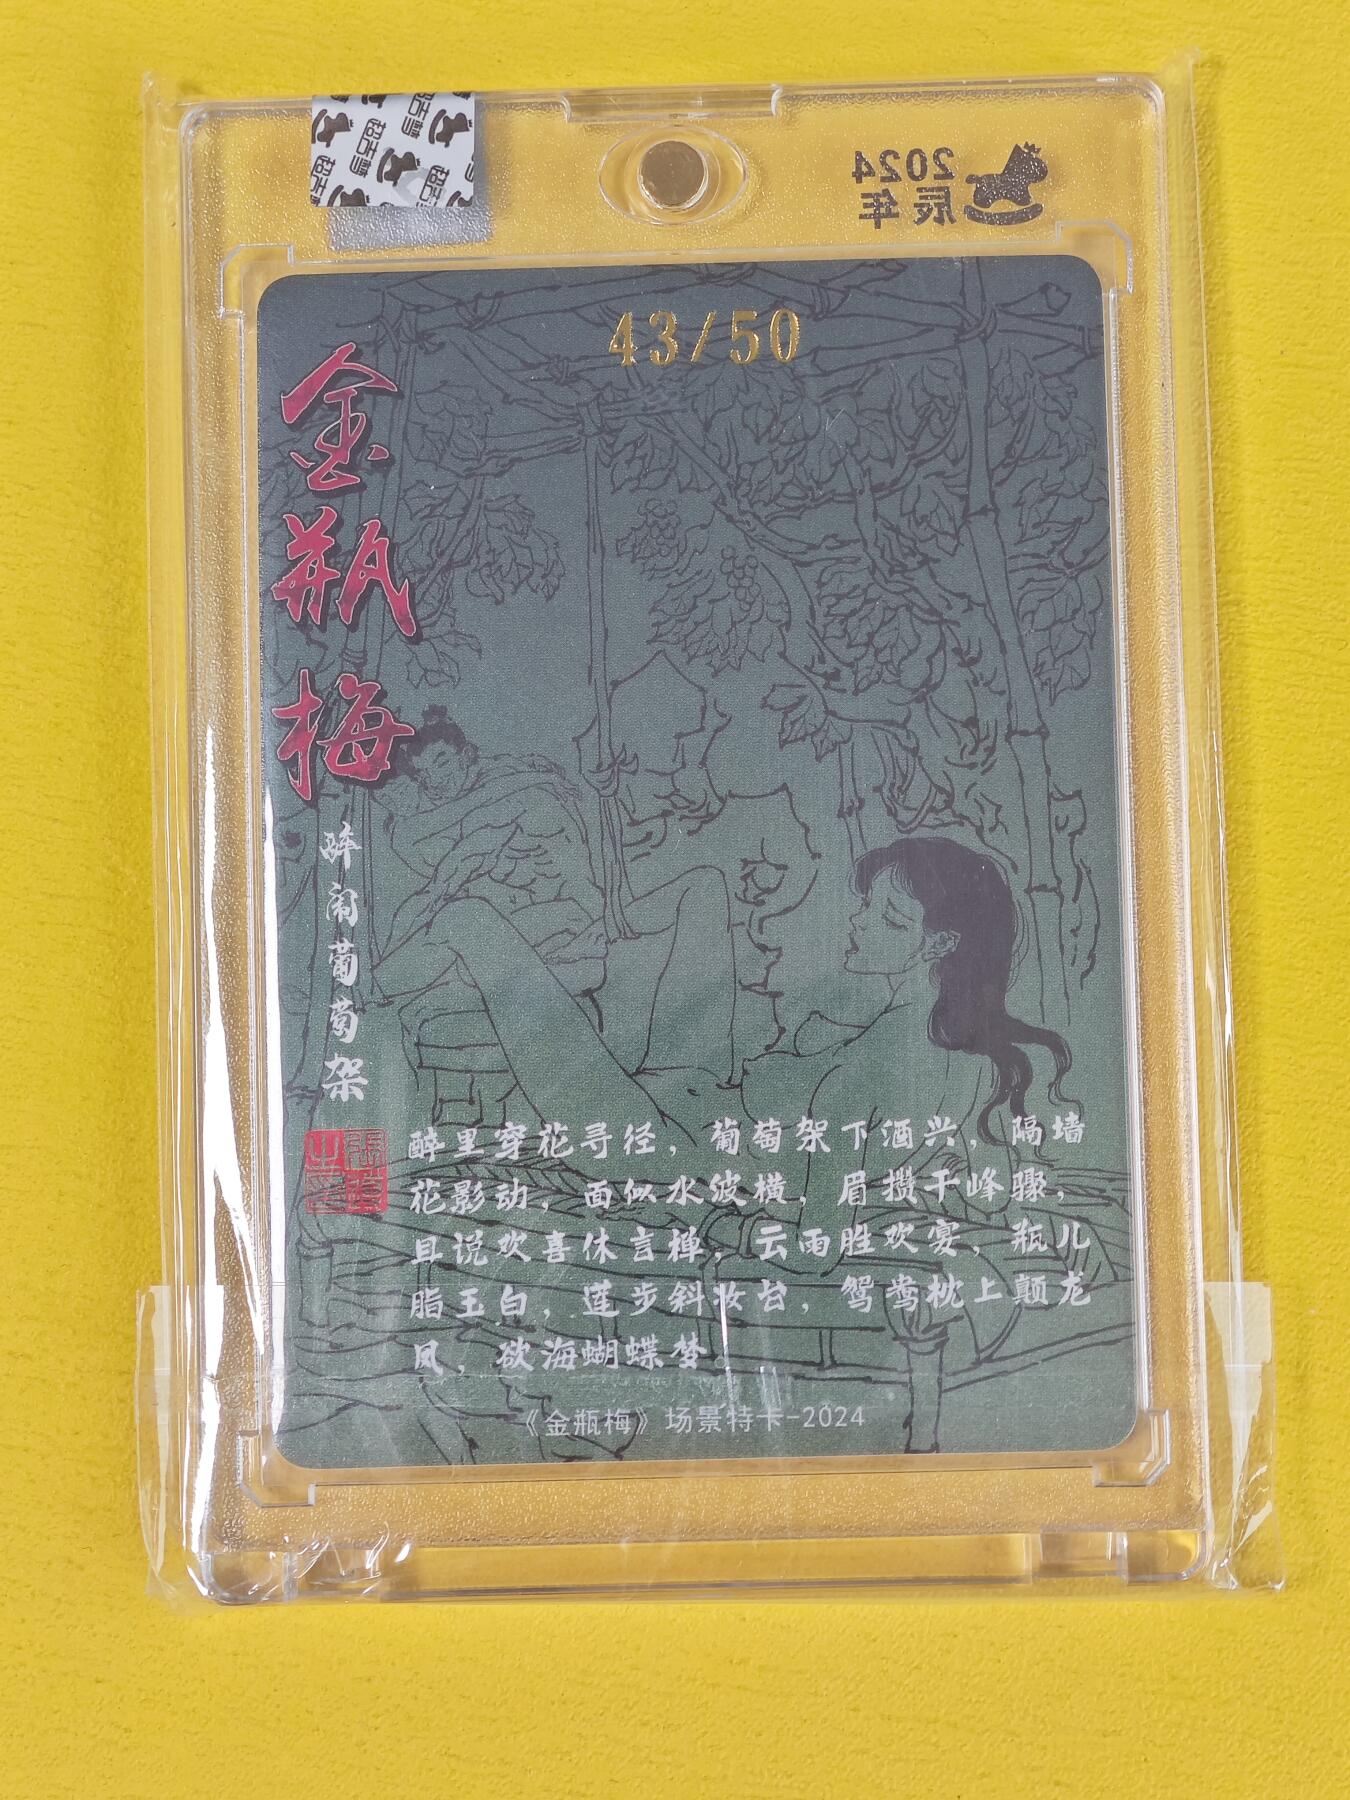 2024
辰年
43/50
金瓶梅
醉闹葡萄架
醉里穿花寻径，葡萄架下酒兴，隔墙
花影动，面似水波横，眉攒千峰骤，
且说欢喜休言禅，云雨胜欢宴，瓶儿
脂玉白，莲步斜妆台，鸳鸯枕上颠龙
凤，欲海蝴蝶梦。
《金瓶梅》场景特卡-2024